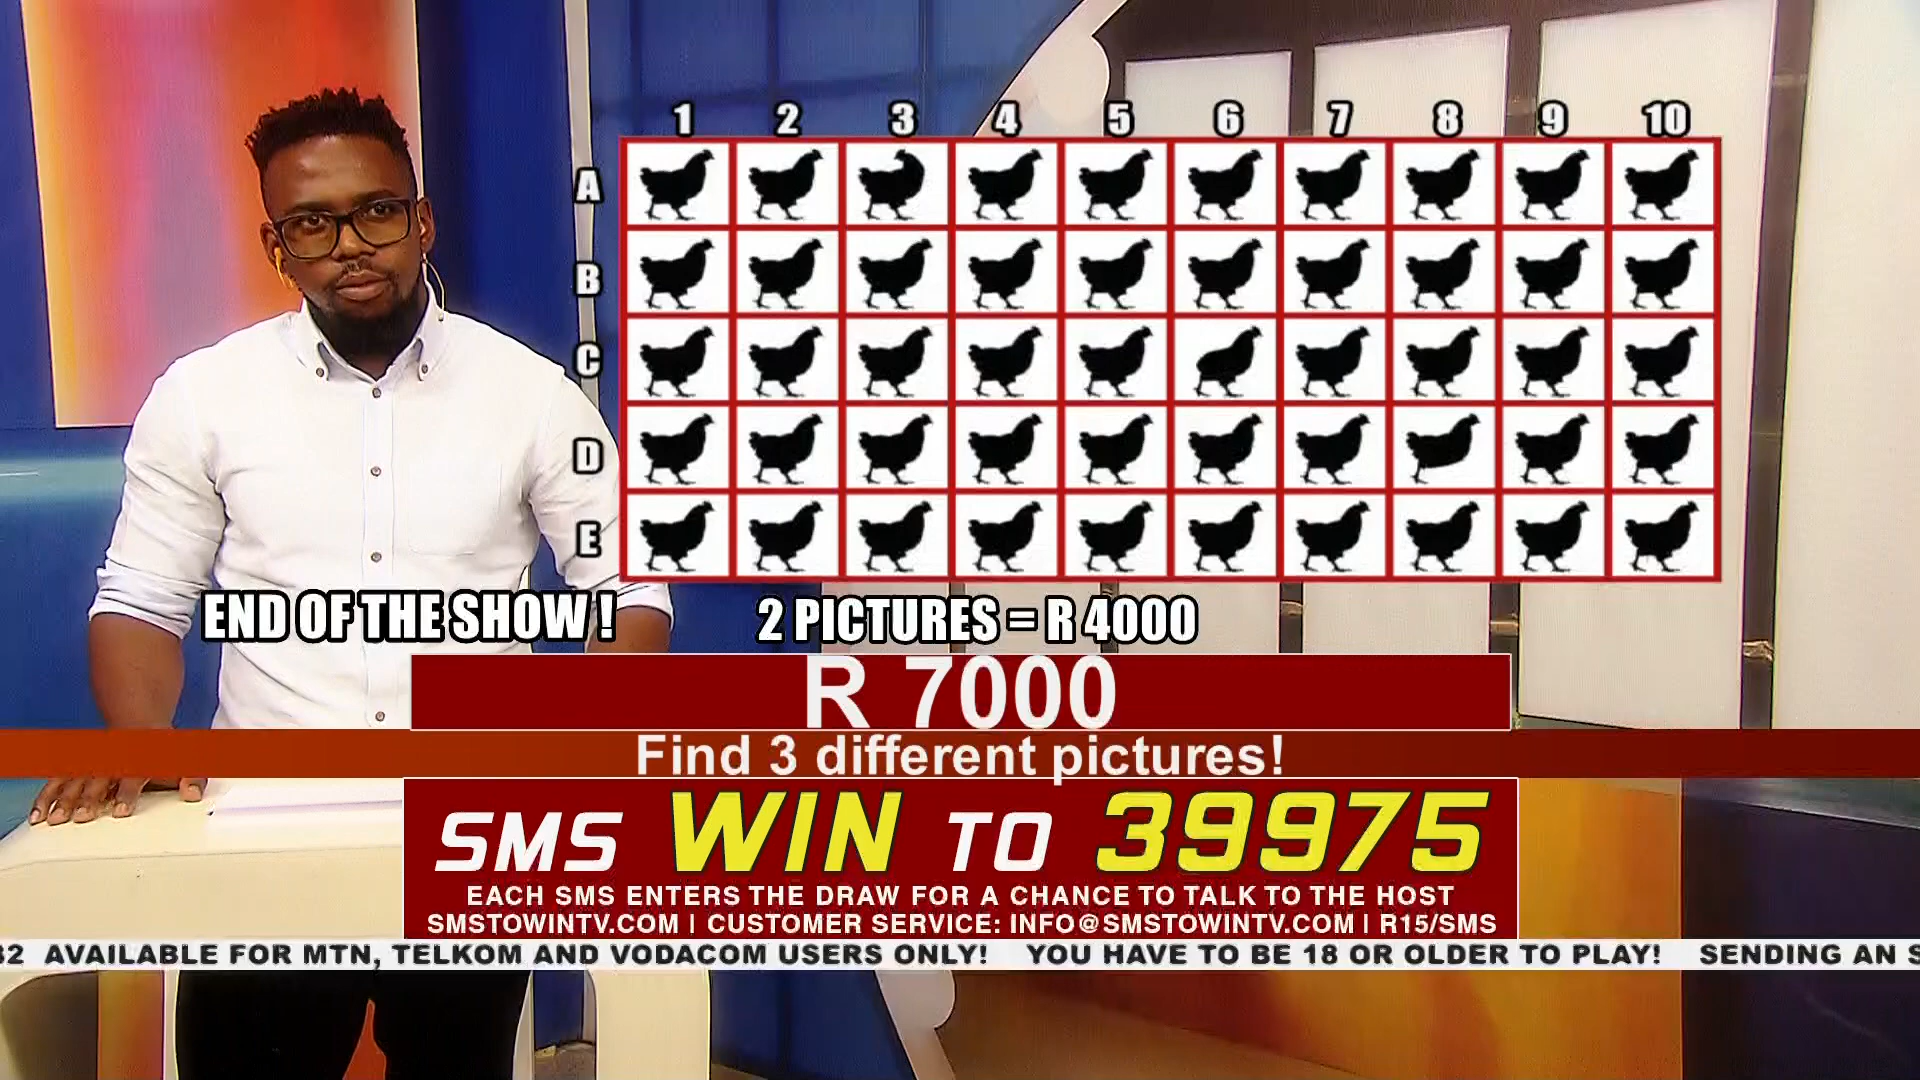 1 2 3 4 5 6 7 8 9 10
A
B
C
D
E
END OF THE SHOW !
2 PICTURES = R 4000
R 7000
Find 3 different pictures!
SMS WIN TO 39975
EACH SMS ENTERS THE DRAW FOR A CHANCE TO TALK TO THE HOST
SMSTOWINTV.COM | CUSTOMER SERVICE: INFO@SMSTOWINTV.COM | R15/SMS
32 AVAILABLE FOR MTN, TELKOM AND VODACOM USERS ONLY! YOU HAVE TO BE 18 OR OLDER TO PLAY! SENDING AN S